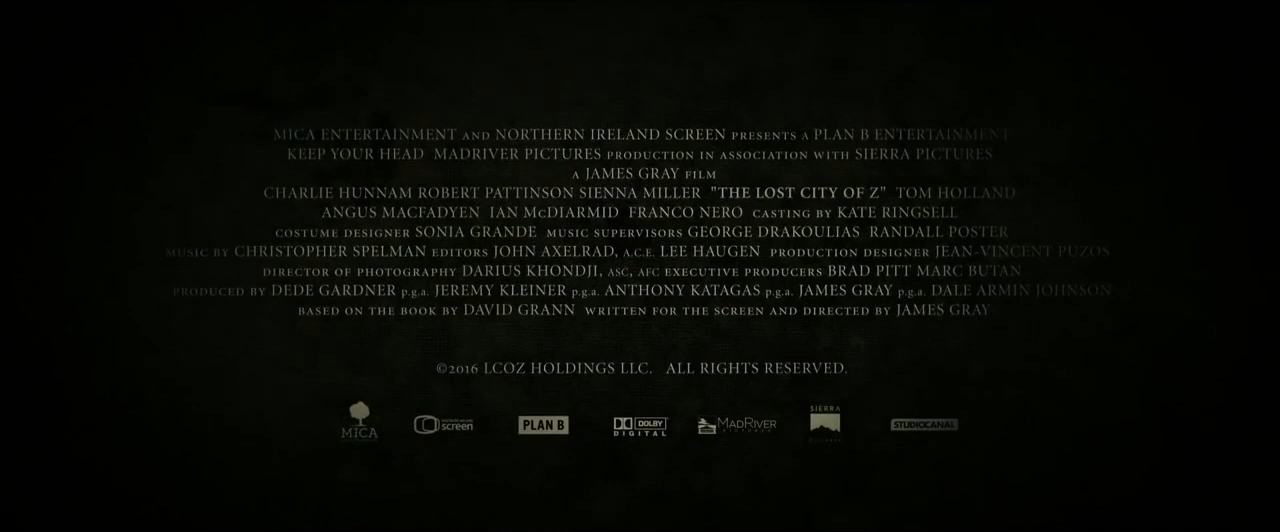 MICA ENTERTAINMENT AND NORTHERN IRELAND SCREEN PRESENTS A PLAN B ENTERTAINMENT
KEEP YOUR HEAD MADRIVER PICTURES PRODUCTION IN ASSOCIATION WITH SIERRA PICTURES
A JAMES GRAY FILM
CHARLIE HUNNAM ROBERT PATTINSON SIENNA MILLER "THE LOST CITY OF Z" TOM HOLLAND
ANGUS MACFADYEN IAN McDIARMID FRANCO NERO CASTING BY KATE RINGSELL
COSTUME DESIGNER SONIA GRANDE MUSIC SUPERVISORS GEORGE DRAKOULIAS RANDALL POSTER
MUSIC BY CHRISTOPHER SPELMAN EDITORS JOHN AXELRAD, A.C.E. LEE HAUGEN PRODUCTION DESIGNER JEAN-VINCENT PUZOS
DIRECTOR OF PHOTOGRAPHY DARIUS KHONDJI, ASC, AFC EXECUTIVE PRODUCERS BRAD PITT MARC BUTAN
PRODUCED BY DEDE GARDNER p.g.a. JEREMY KLEINER p.g.a. ANTHONY KATAGAS p.g.a. JAMES GRAY p.g.a. DALE ARMIN JOHNSON
BASED ON THE BOOK BY DAVID GRANN WRITTEN FOR THE SCREEN AND DIRECTED BY JAMES GRAY
©2016 LCOZ HOLDINGS LLC. ALL RIGHTS RESERVED.
MICA screen PLAN B DOLBY DIGITAL MADRIVER PICTURES SIERRA PICTURES STUDIOCANAL